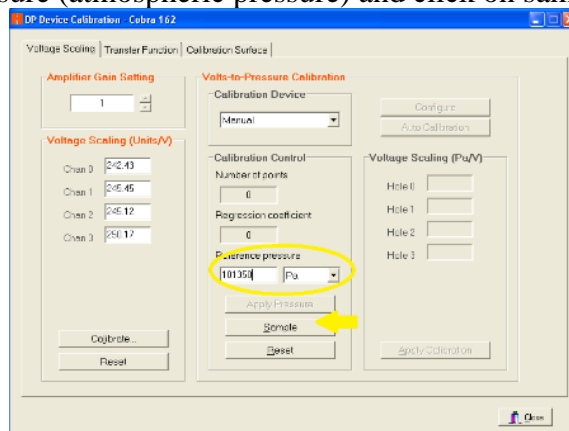 sure (atmospheric pressure) and click on sam
DP Device Calibration - Cobra 162
Voltage Scaling
Transfer Function
Calibration Surface
Amplifier Gain Setting
1
Voltage Scaling (Units/V)
Chan 0 242.43
Chan 1 245.45
Chan 2 245.12
Chan 3 250.17
Calibrate...
Reset
Volts-to-Pressure Calibration
Calibration Device
Manual
Configure
Auto Calibration
Calibration Control
Number of points
0
Regression coefficient
0
Reference pressure
101350 Pa
Apply Pressure
Sample
Reset
Voltage Scaling (Pa/V)
Hole 0
Hole 1
Hole 2
Hole 3
Apply Calibration
Close